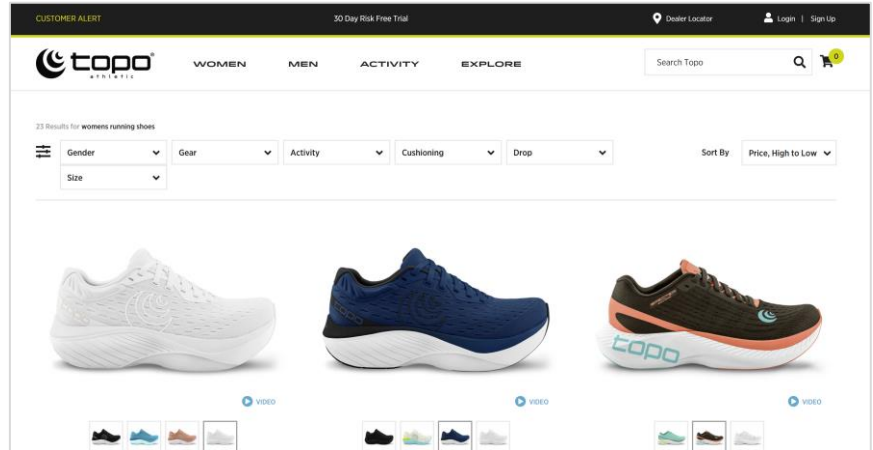 CUSTOMER ALERT
30 Day Risk Free Trial
Dealer Locator
Login | Sign Up
topo
athletic
WOMEN
MEN
ACTIVITY
EXPLORE
Search Topo
0
23 Results for womens running shoes
Gender
Gear
Activity
Cushioning
Drop
Sort By
Price, High to Low
Size
topo
VIDEO
VIDEO
VIDEO